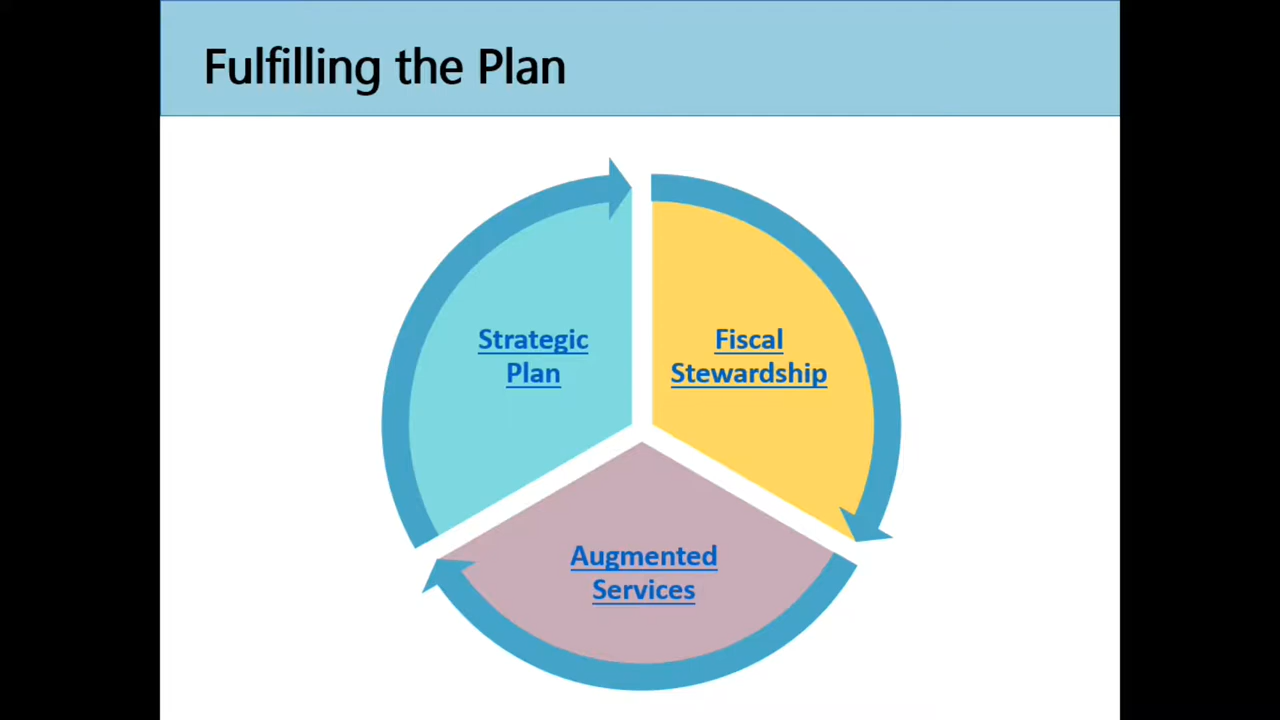 Fulfilling the Plan
Strategic
Plan
Fiscal
Stewardship
Augmented
Services